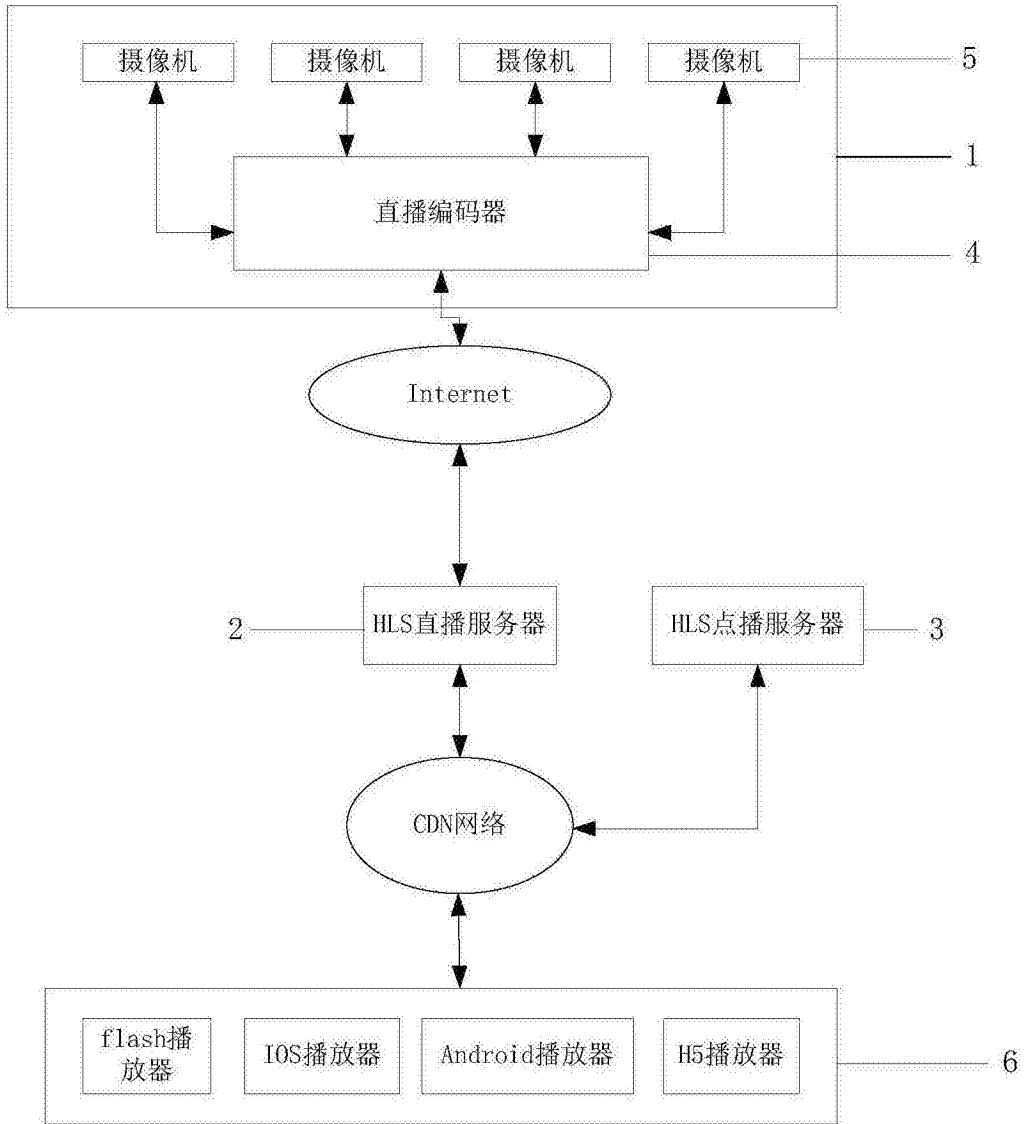 摄像机
摄像机
摄像机
摄像机
5
1
直播编码器
4
Internet
2
HLS直播服务器
HLS点播服务器
3
CDN网络
flash播
放器
IOS播放器
Android播放器
H5播放器
6